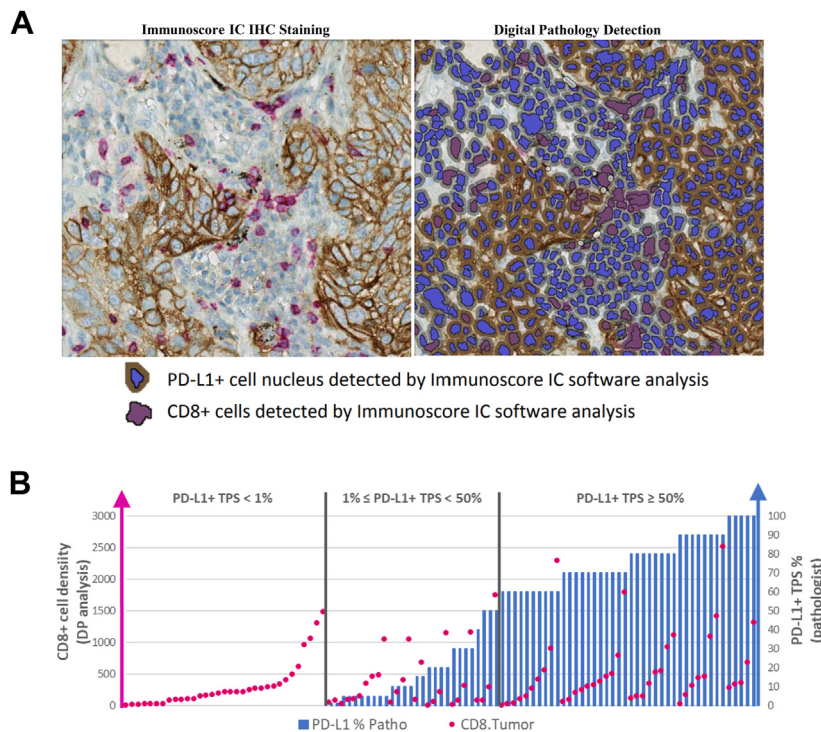 A
Immunoscore IC IHC Staining
Digital Pathology Detection
PD-L1+ cell nucleus detected by Immunoscore IC software analysis
CD8+ cells detected by Immunoscore IC software analysis
B
PD-L1+ TPS < 1%
1% ≤ PD-L1+ TPS < 50%
PD-L1+ TPS ≥ 50%
CD8+ cell density
(DP analysis)
3000
2500
2000
1500
1000
500
0
100
90
80
70
60
50
40
30
20
10
0
PD-L1+ TPS %
(pathologist)
PD-L1 % Patho
CD8.Tumor